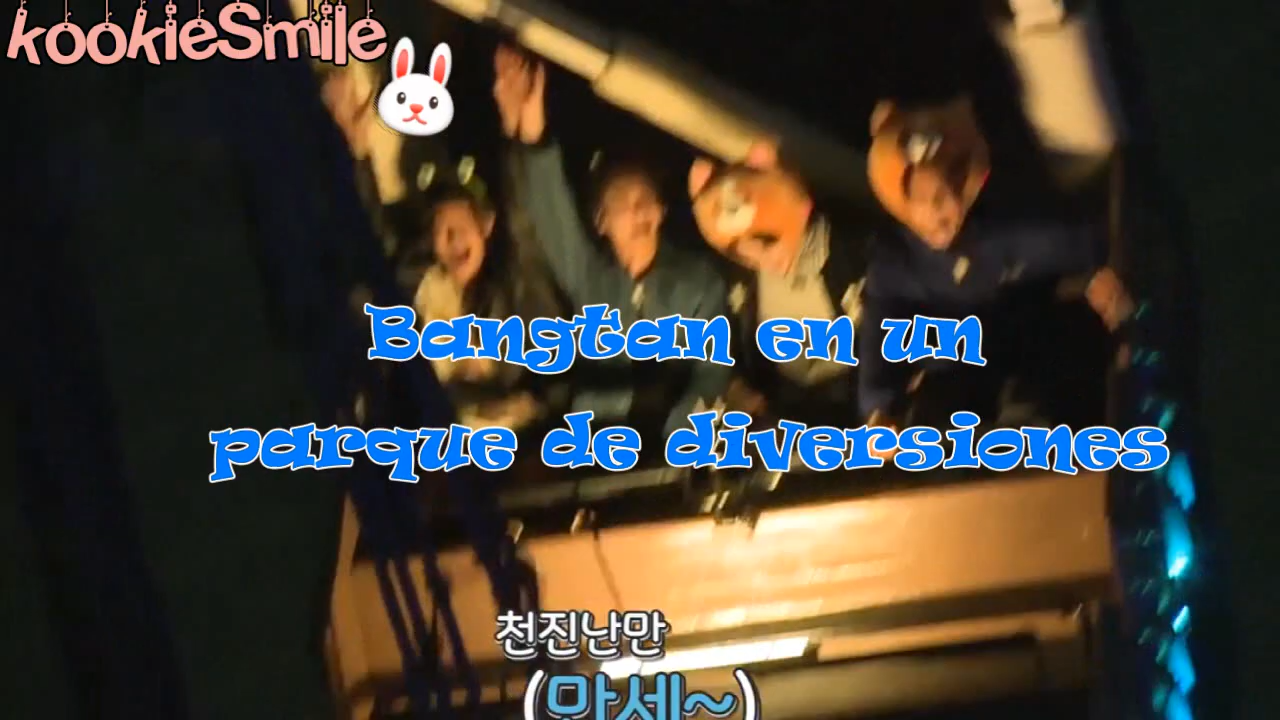 kookieSmile
Bangtan en un
parque de diversiones
천진난만
(만세~)